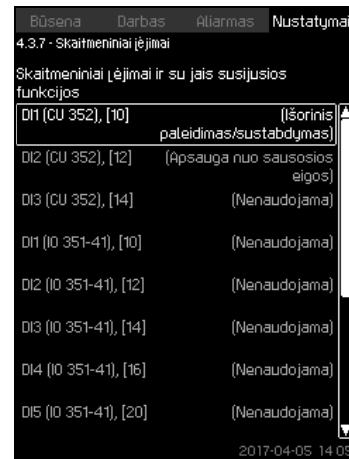 Būsena Darbas Aliarmas Nustatymai
4.3.7 - Skaitmeniniai įėjimai
Skaitmeniniai įėjimai ir su jais susijusios
funkcijos
DI1 (CU 352), [10] (Išorinis
paleidimas/sustabdymas)
DI2 (CU 352), [12] (Apsauga nuo sausosios
eigos)
DI3 (CU 352), [14] (Nenaudojama)
DI1 (IO 351-41), [10] (Nenaudojama)
DI2 (IO 351-41), [12] (Nenaudojama)
DI3 (IO 351-41), [14] (Nenaudojama)
DI4 (IO 351-41), [16] (Nenaudojama)
DI5 (IO 351-41), [20] (Nenaudojama)
2017-04-05 14:09